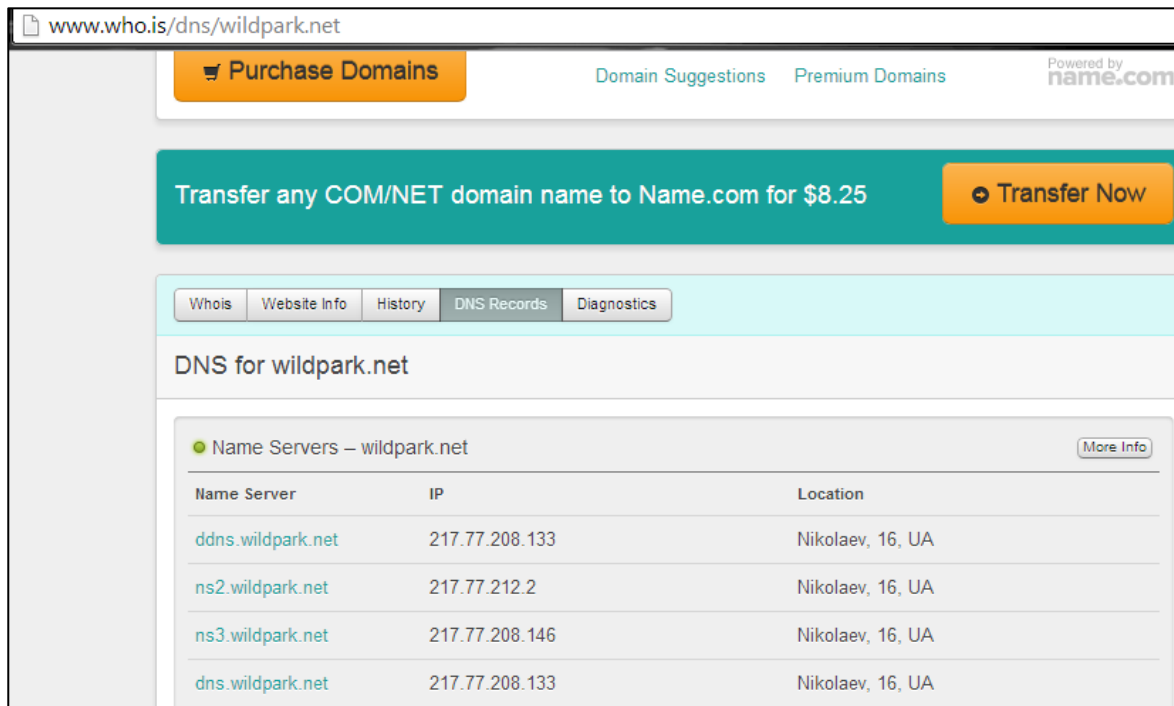 www.who.is/dns/wildpark.net
Purchase Domains
Domain Suggestions Premium Domains
Powered by
name.com
Transfer any COM/NET domain name to Name.com for $8.25
Transfer Now
Whois Website Info History DNS Records Diagnostics
DNS for wildpark.net
Name Servers – wildpark.net More Info
Name Server IP Location
ddns.wildpark.net 217.77.208.133 Nikolaev, 16, UA
ns2.wildpark.net 217.77.212.2 Nikolaev, 16, UA
ns3.wildpark.net 217.77.208.146 Nikolaev, 16, UA
dns.wildpark.net 217.77.208.133 Nikolaev, 16, UA